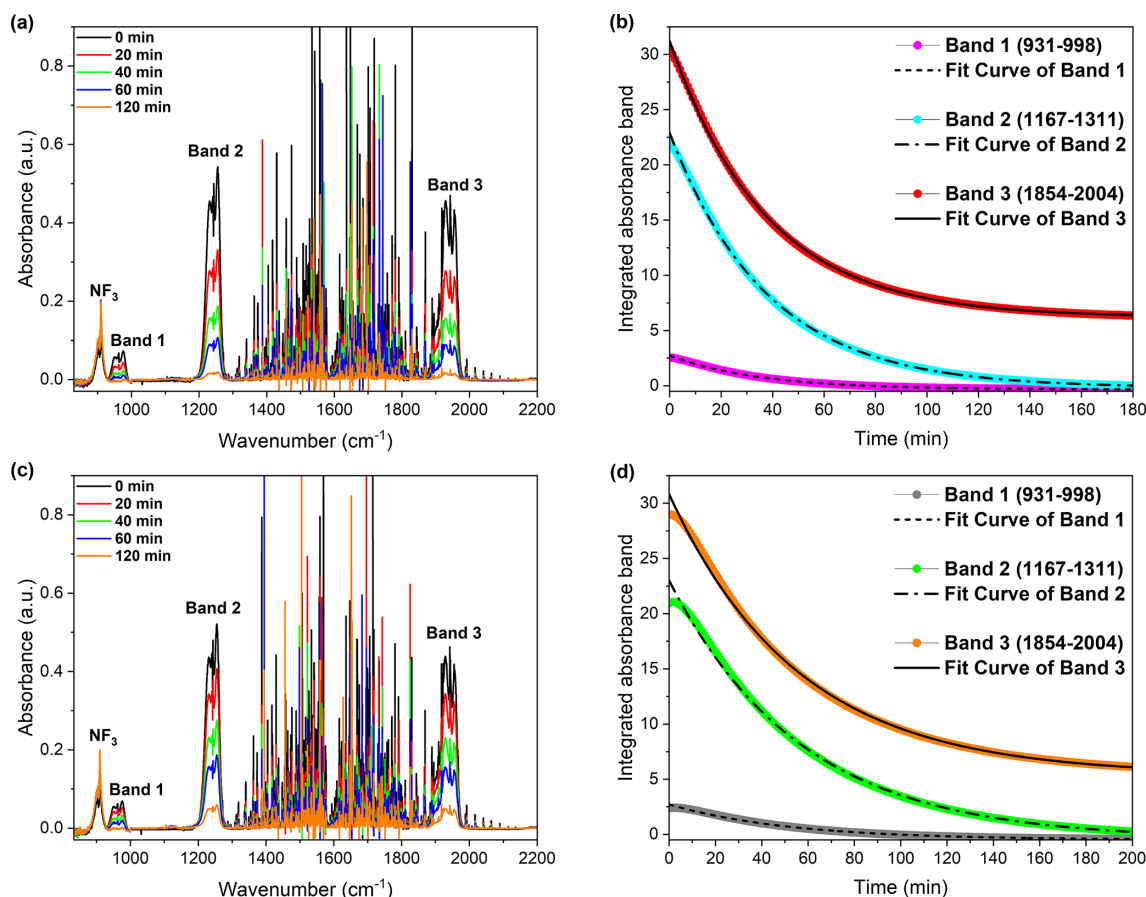 (a)
0 min
20 min
40 min
60 min
120 min
NF3
Band 1
Band 2
Band 3
0.8
0.6
0.4
0.2
0.0
Absorbance (a.u.)
1000 1200 1400 1600 1800 2000 2200
Wavenumber (cm-1)
(b)
Band 1 (931-998)
Fit Curve of Band 1
Band 2 (1167-1311)
Fit Curve of Band 2
Band 3 (1854-2004)
Fit Curve of Band 3
30
25
20
15
10
5
0
Integrated absorbance band
0 20 40 60 80 100 120 140 160 180
Time (min)
(c)
0 min
20 min
40 min
60 min
120 min
NF3
Band 1
Band 2
Band 3
0.8
0.6
0.4
0.2
0.0
Absorbance (a.u.)
1000 1200 1400 1600 1800 2000 2200
Wavenumber (cm-1)
(d)
Band 1 (931-998)
Fit Curve of Band 1
Band 2 (1167-1311)
Fit Curve of Band 2
Band 3 (1854-2004)
Fit Curve of Band 3
30
25
20
15
10
5
0
Integrated absorbance band
0 20 40 60 80 100 120 140 160 180 200
Time (min)